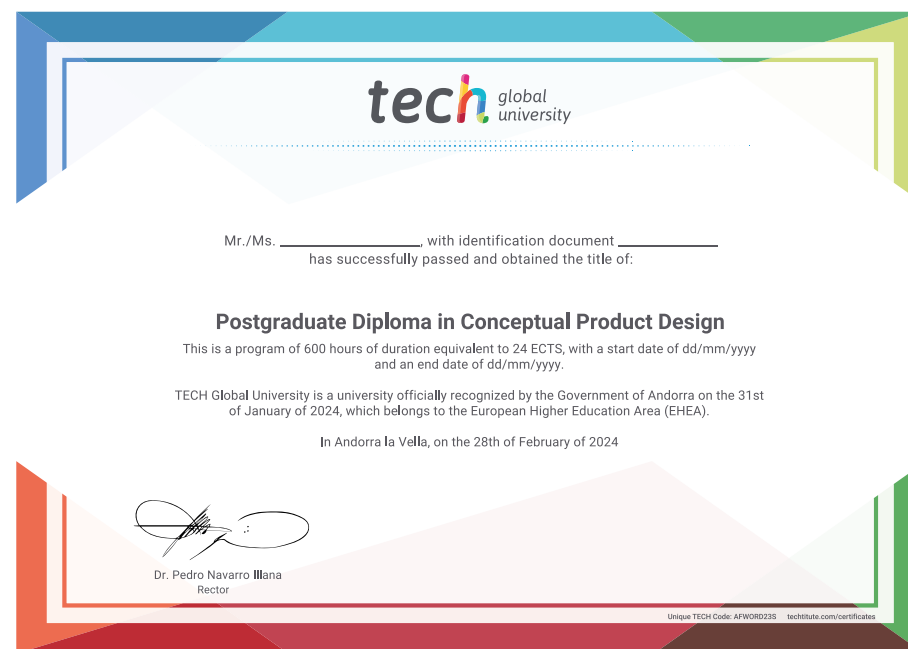 tech global university
Mr./Ms. ____________, with identification document ____________
has successfully passed and obtained the title of:
Postgraduate Diploma in Conceptual Product Design
This is a program of 600 hours of duration equivalent to 24 ECTS, with a start date of dd/mm/yyyy
and an end date of dd/mm/yyyy.
TECH Global University is a university officially recognized by the Government of Andorra on the 31st
of January of 2024, which belongs to the European Higher Education Area (EHEA).
In Andorra la Vella, on the 28th of February of 2024
Dr. Pedro Navarro Illana
Rector
Unique TECH Code: AFWORD23S techtitute.com/certificates